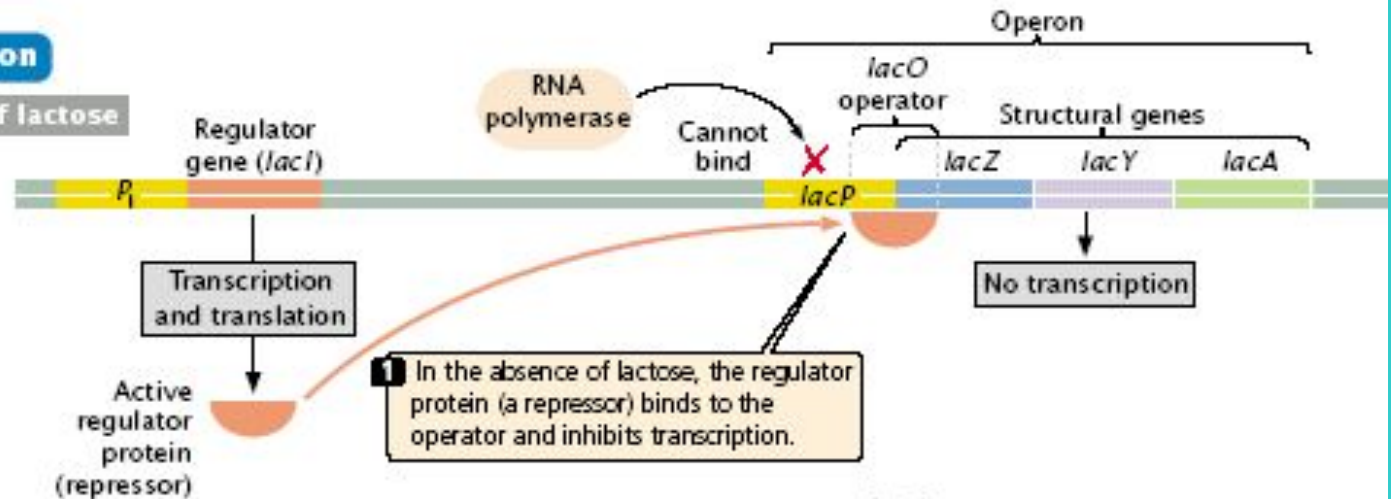 on
f lactose
Operon
lacO
operator
RNA
polymerase
Cannot
bind
Structural genes
Regulator
gene (lacI)
lacZ lacY lacA
PI
lacP
Transcription
and translation
No transcription
1 In the absence of lactose, the regulator
protein (a repressor) binds to the
operator and inhibits transcription.
Active
regulator
protein
(repressor)